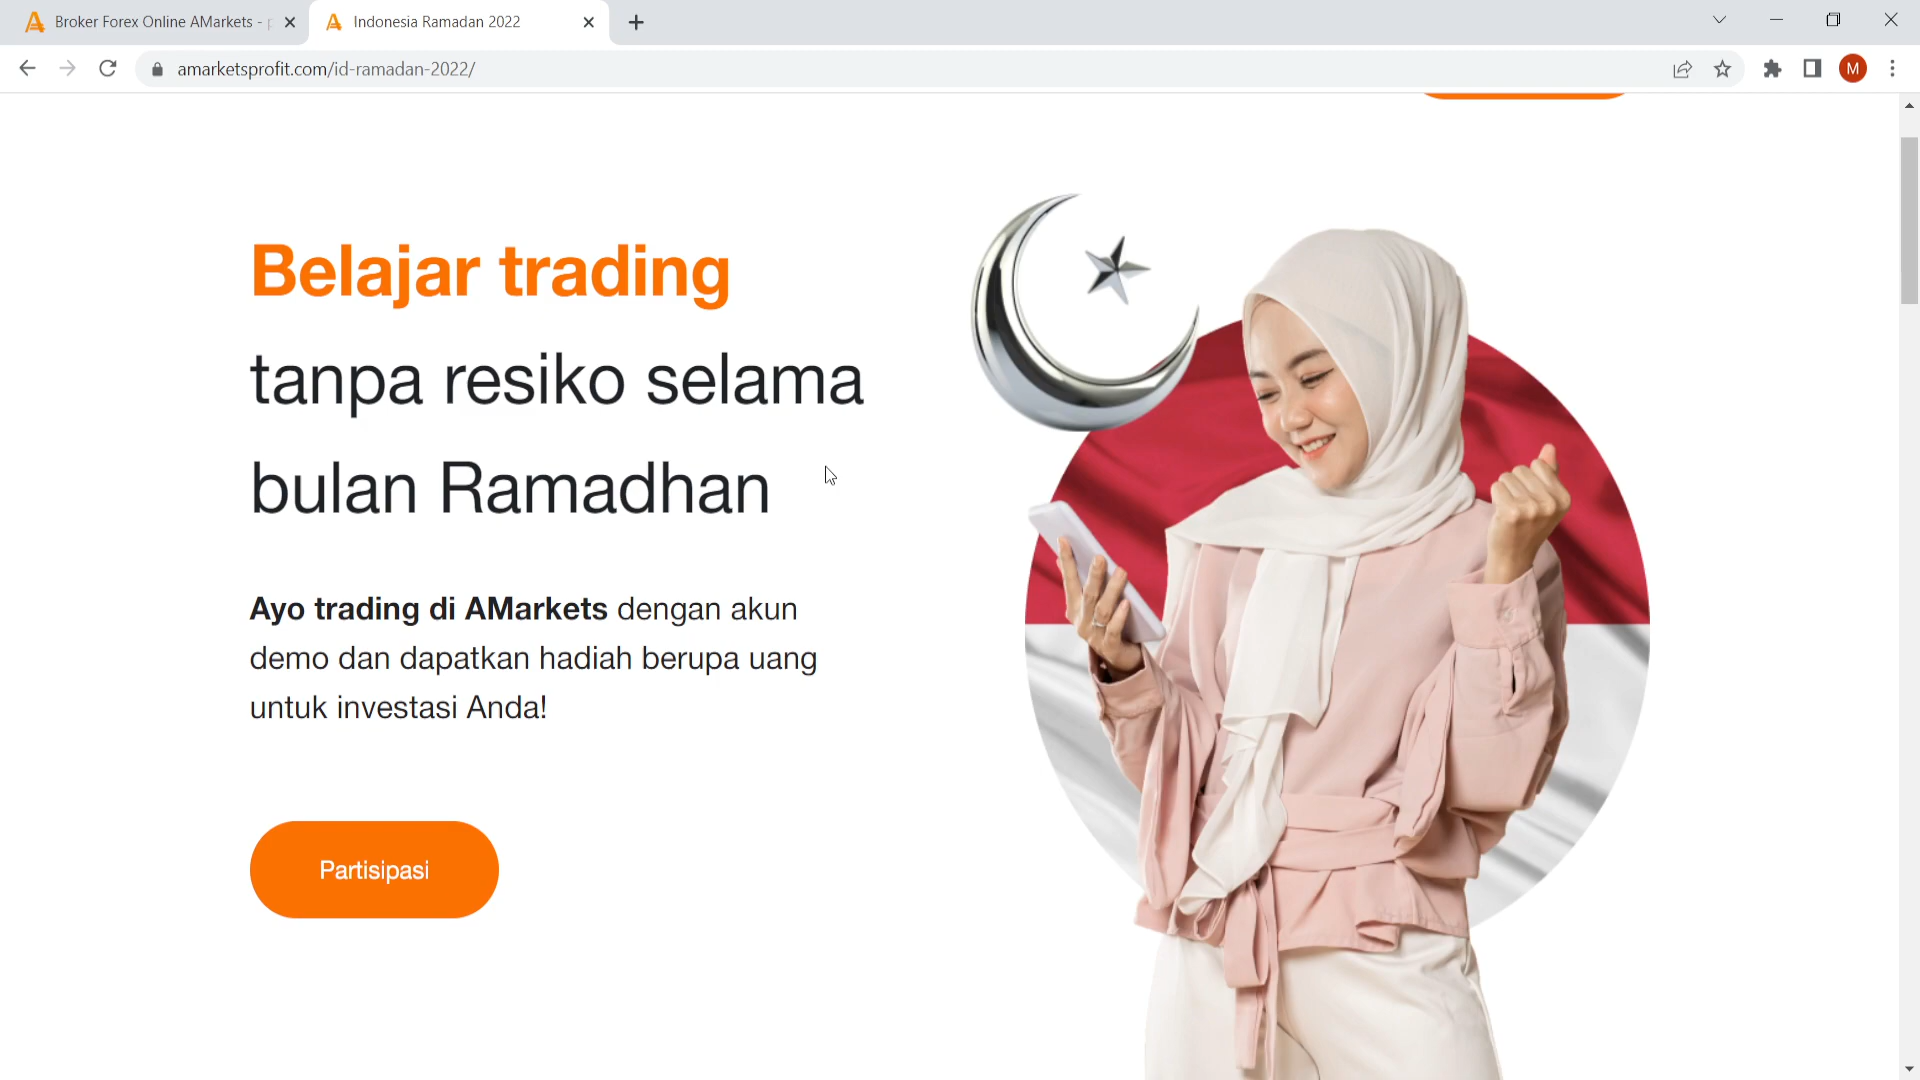 Broker Forex Online AMarkets -
Indonesia Ramadan 2022
amarketsprofit.com/id-ramadan-2022/
M
Belajar trading
tanpa resiko selama
bulan Ramadhan
Ayo trading di AMarkets dengan akun
demo dan dapatkan hadiah berupa uang
untuk investasi Anda!
Partisipasi